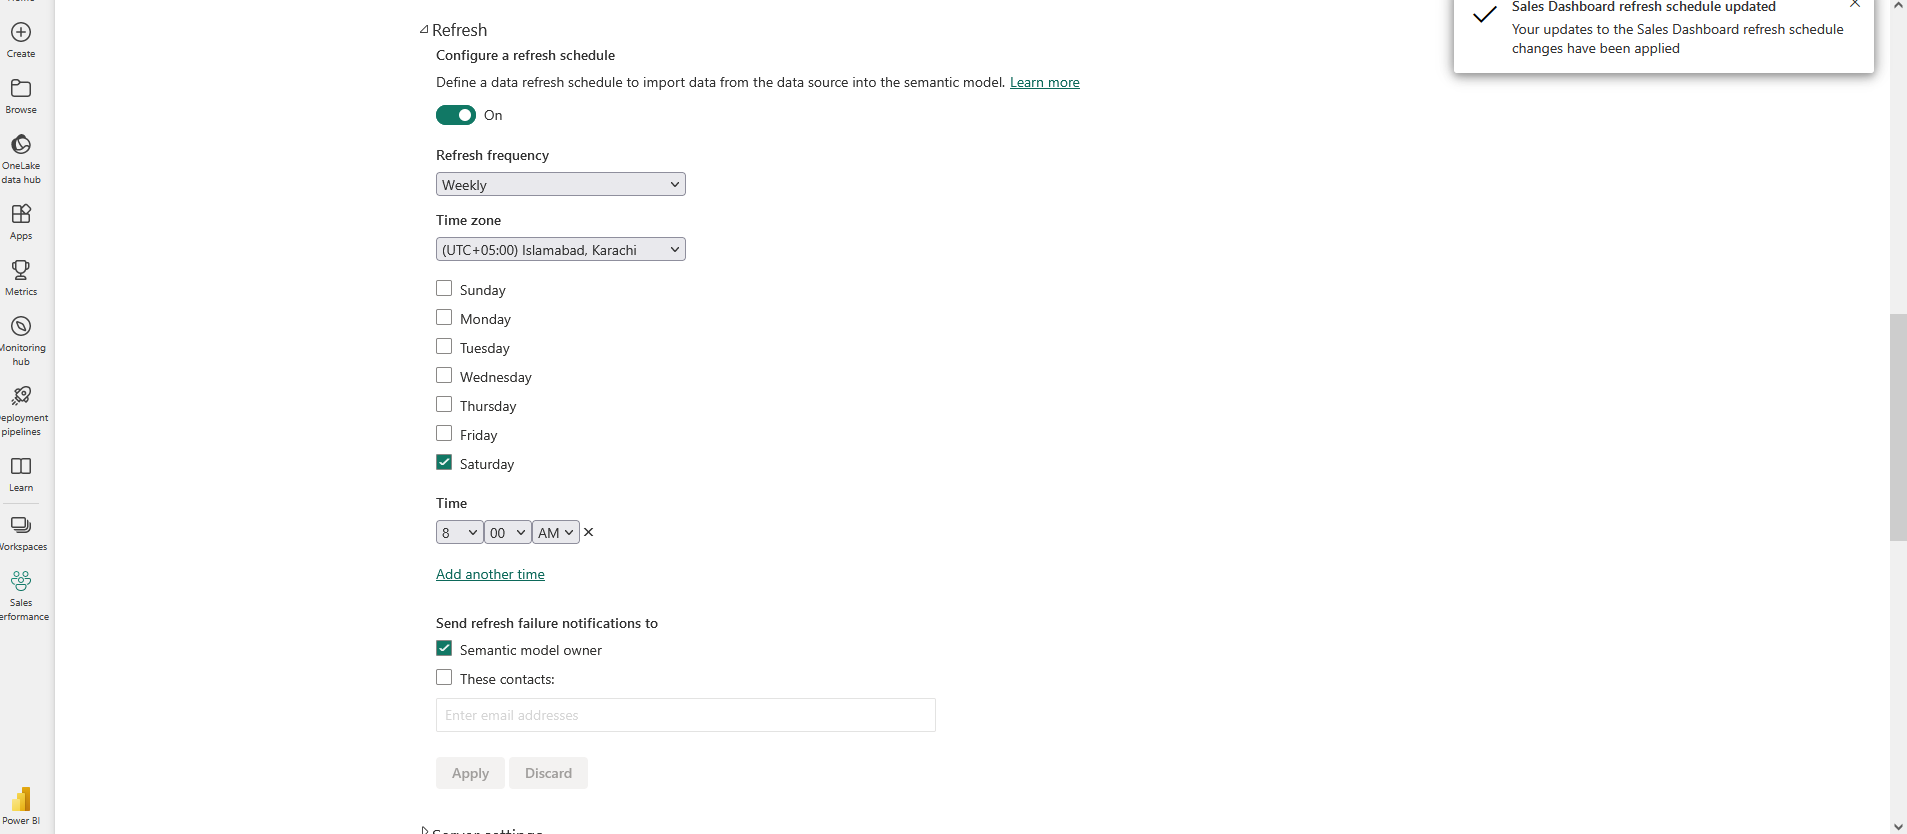 Create
Browse
OneLake
data hub
Apps
Metrics
Monitoring
hub
eployment
pipelines
Learn
Workspaces
Sales
erformance
Power BI
Refresh
Configure a refresh schedule
Define a data refresh schedule to import data from the data source into the semantic model. Learn more
On
Refresh frequency
Weekly
Time zone
(UTC+05:00) Islamabad, Karachi
Sunday
Monday
Tuesday
Wednesday
Thursday
Friday
Saturday
Time
8 00 AM
Add another time
Send refresh failure notifications to
Semantic model owner
These contacts:
Enter email addresses
Apply Discard
Server settings
Sales Dashboard refresh schedule updated
Your updates to the Sales Dashboard refresh schedule
changes have been applied